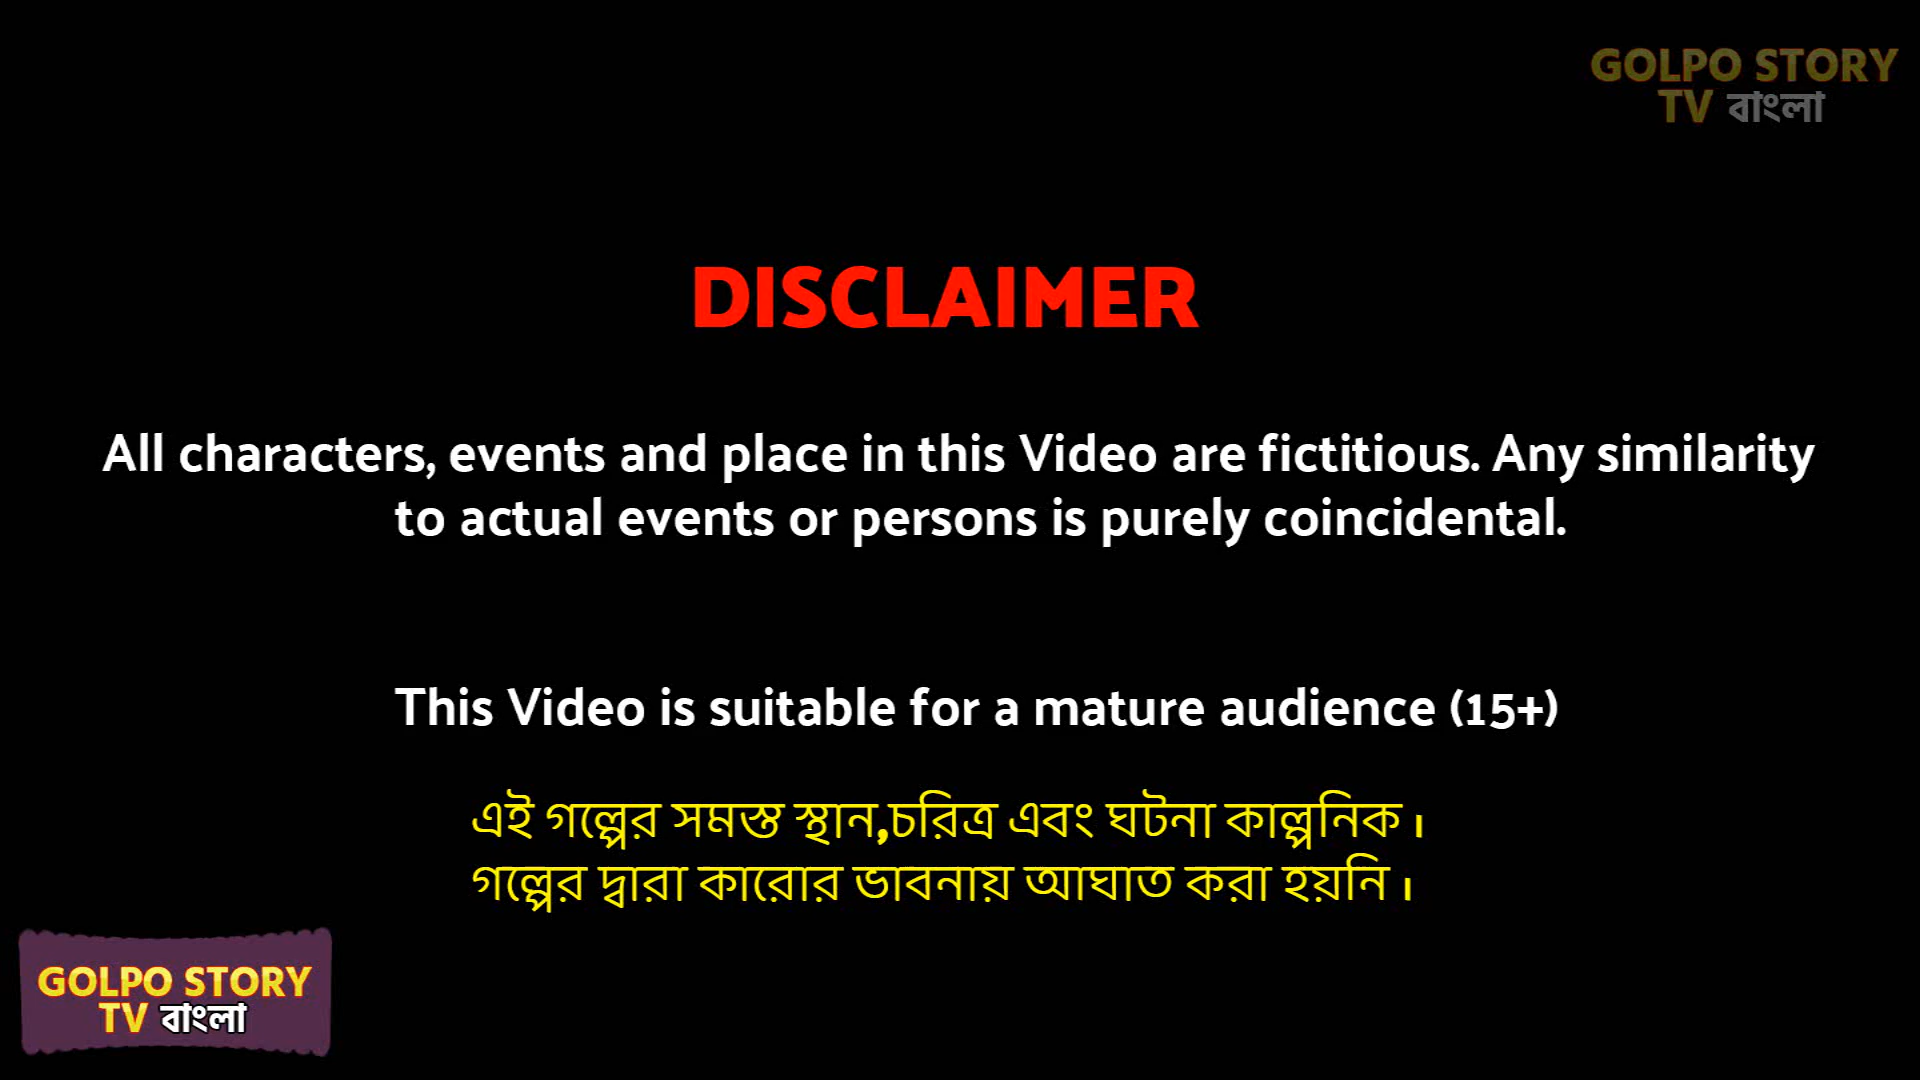 GOLPO STORY
TV বাংলা
DISCLAIMER
All characters, events and place in this Video are fictitious. Any similarity
to actual events or persons is purely coincidental.
This Video is suitable for a mature audience (15+)
এই গল্পের সমস্ত স্থান,চরিত্র এবং ঘটনা কাল্পনিক।
গল্পের দ্বারা কারোর ভাবনায় আঘাত করা হয়নি।
GOLPO STORY
TV বাংলা